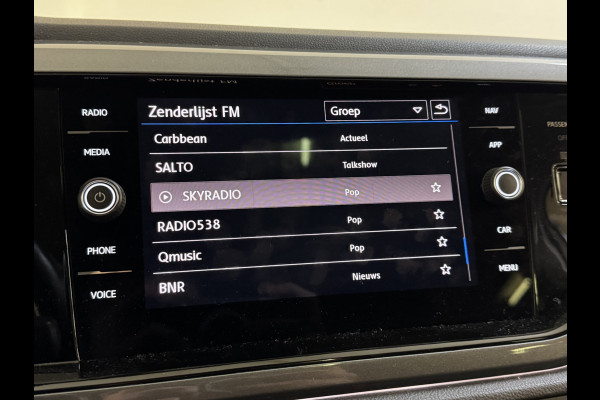 RADIO
MEDIA
PHONE
VOICE
Zenderlijst FM
Groep
Carbbean Actueel
SALTO Talkshow
SKYRADIO Pop
RADIO538 Pop
Qmusic Pop
BNR Nieuws
NAV
APP
CAR
MENU